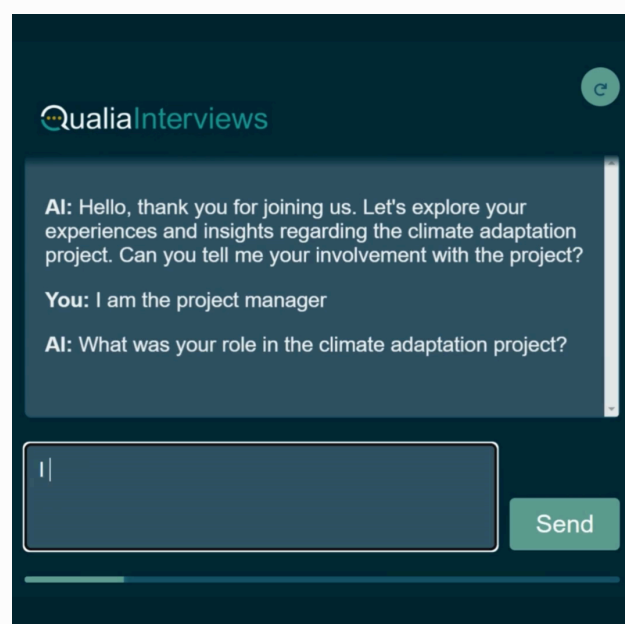 QualiaInterviews
AI: Hello, thank you for joining us. Let's explore your
experiences and insights regarding the climate adaptation
project. Can you tell me your involvement with the project?
You: I am the project manager
AI: What was your role in the climate adaptation project?
I
Send